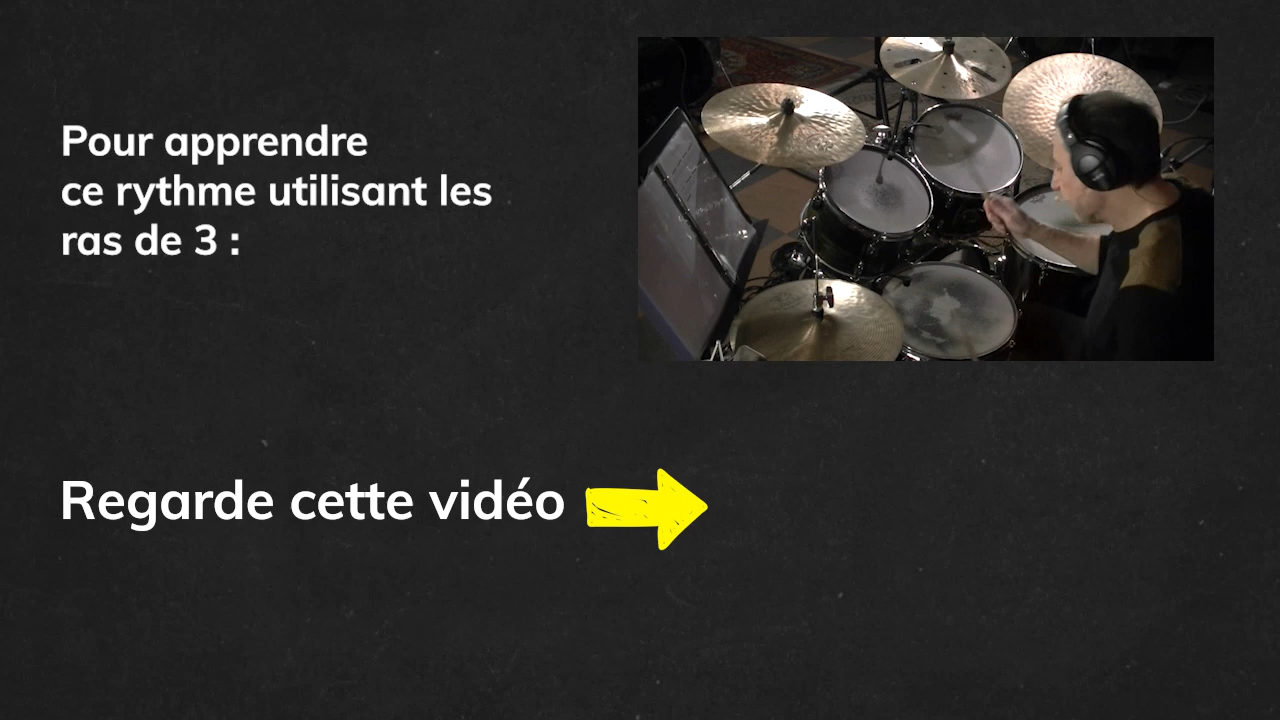 Pour apprendre
ce rythme utilisant les
ras de 3 :
Regarde cette vidéo